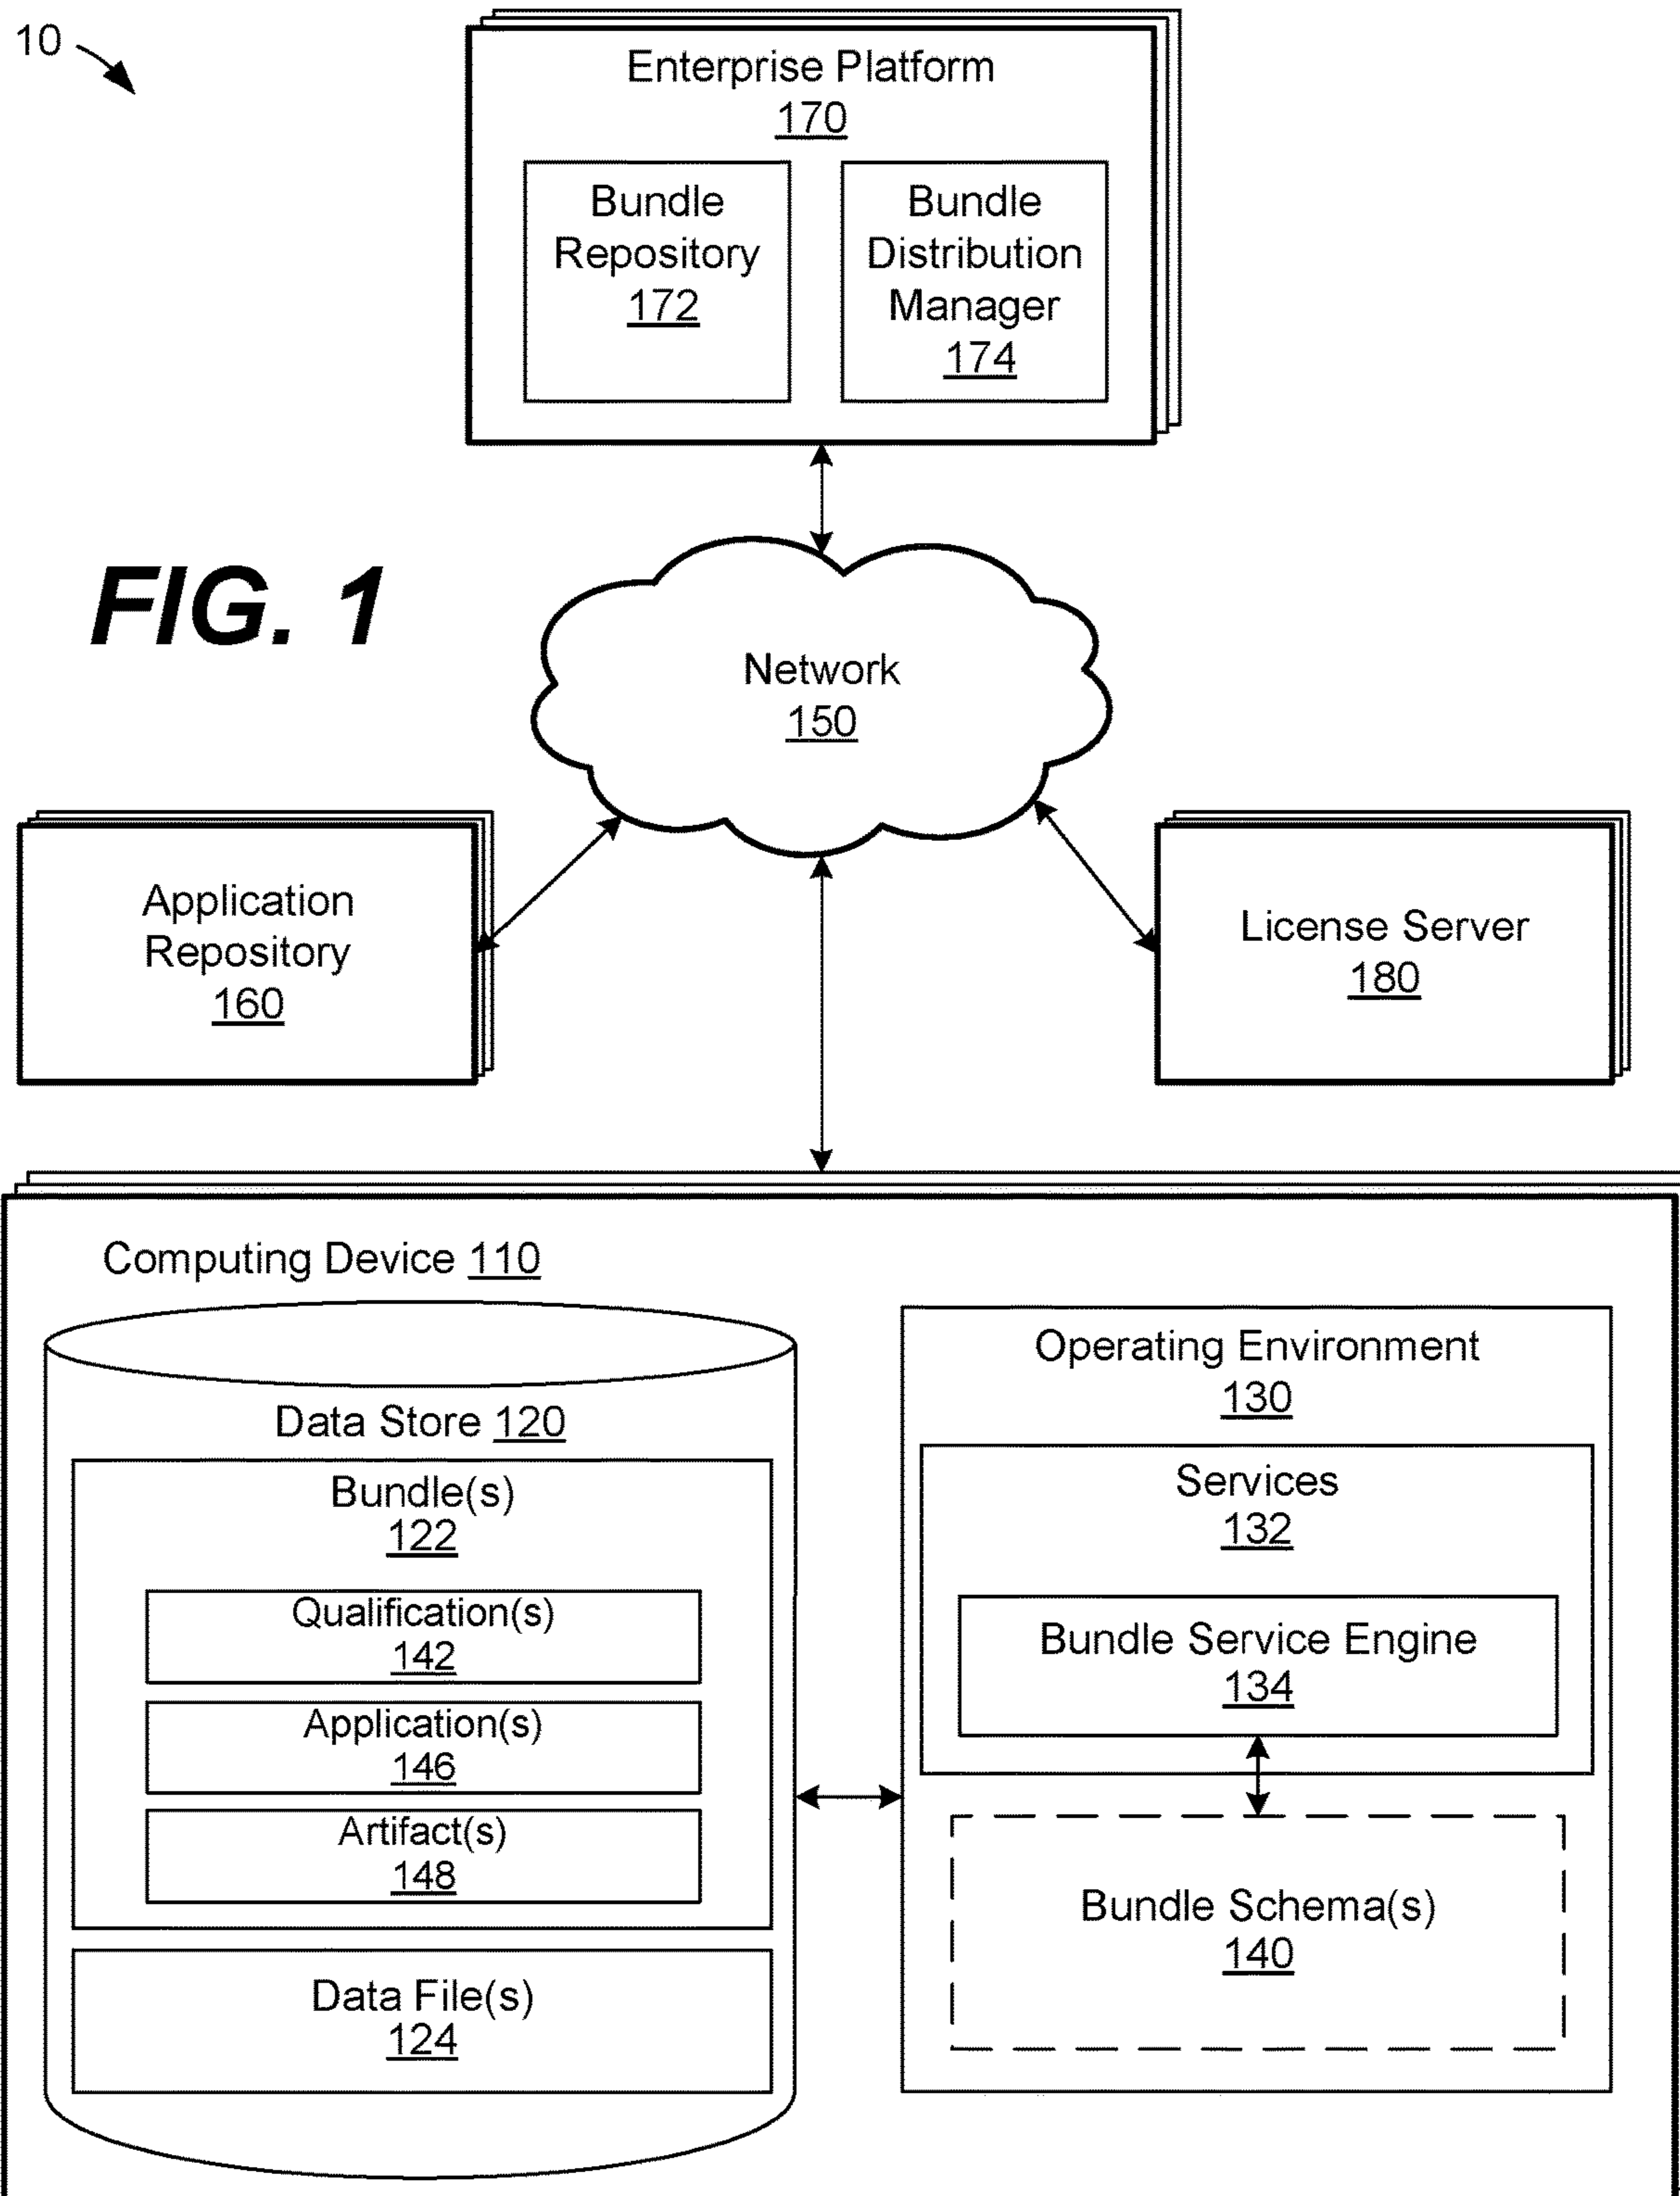 10
Enterprise Platform
170
Bundle
Repository
172
Bundle
Distribution
Manager
174
FIG. 1
Network
150
Application
Repository
160
License Server
180
Computing Device 110
Data Store 120
Bundle(s)
122
Qualification(s)
142
Application(s)
146
Artifact(s)
148
Data File(s)
124
Operating Environment
130
Services
132
Bundle Service Engine
134
Bundle Schema(s)
140